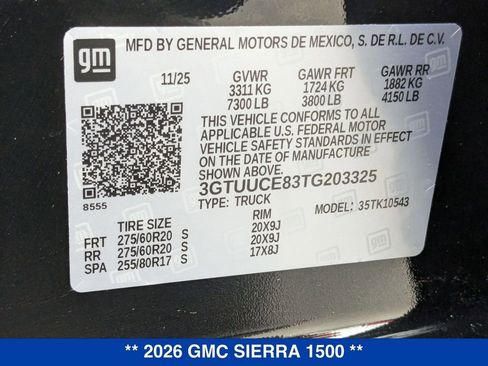 gm
MFD BY GENERAL MOTORS DE MEXICO, S. DE R.L. DE C.V.
11/25 GVWR GAWR FRT GAWR RR
3311 KG 1724 KG 1882 KG
7300 LB 3800 LB 4150 LB
THIS VEHICLE CONFORMS TO ALL
APPLICABLE U.S. FEDERAL MOTOR
VEHICLE SAFETY STANDARDS IN EFFECT
ON THE DATE OF MANUFACTURE
3GTUUCE83TG203325
8555 TYPE: TRUCK MODEL: 35TK10543
TIRE SIZE RIM
FRT 275/60R20 S 20X9J
RR 275/60R20 S 20X9J
SPA 255/80R17 S 17X8J
** 2026 GMC SIERRA 1500 **